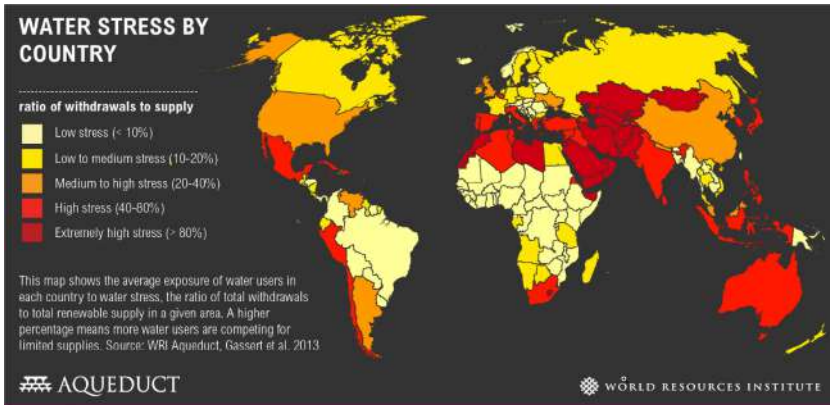 WATER STRESS BY
COUNTRY
ratio of withdrawals to supply
Low stress (< 10%)
Low to medium stress (10-20%)
Medium to high stress (20-40%)
High stress (40-80%)
Extremely high stress (> 80%)
This map shows the average exposure of water users in
each country to water stress, the ratio of total withdrawals
to total renewable supply in a given area. A higher
percentage means more water users are competing for
limited supplies. Source: WRI Aqueduct, Gassert et al. 2013
AQUEDUCT
WORLD RESOURCES INSTITUTE